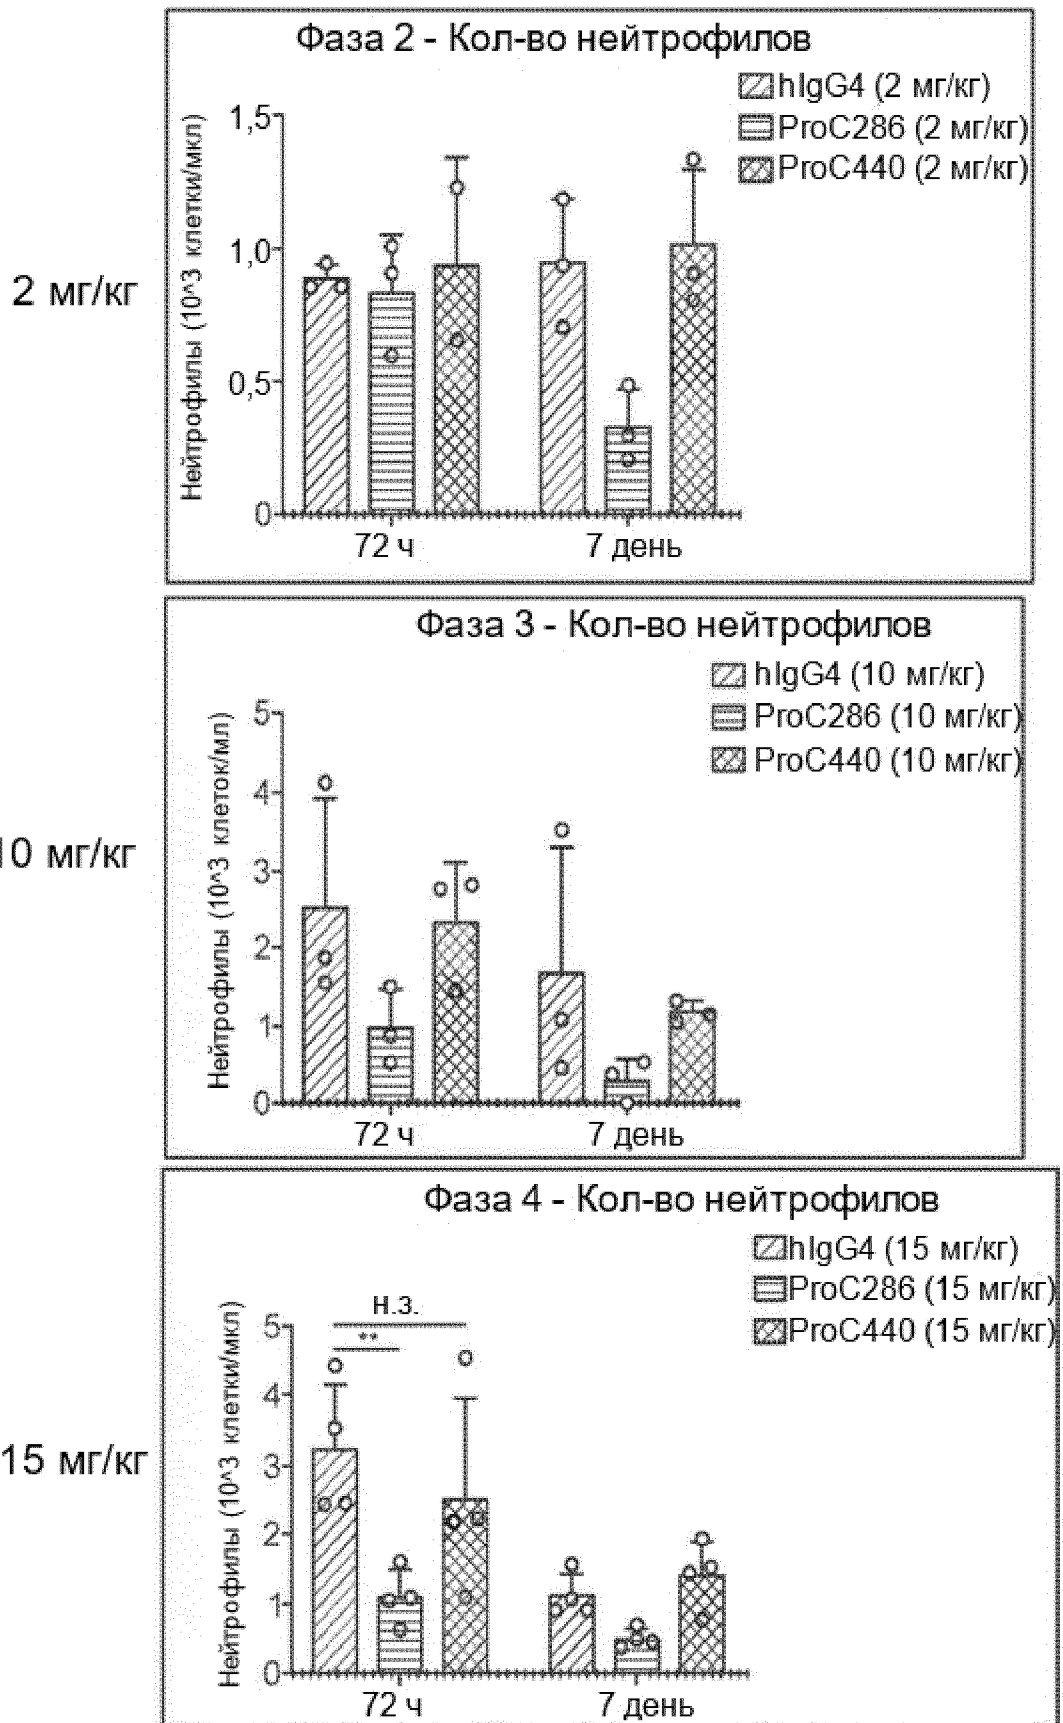 Фаза 2 - Кол-во нейтрофилов
hIgG4 (2 мг/кг)
ProC286 (2 мг/кг)
ProC440 (2 мг/кг)
2 мг/кг
Нейтрофилы (10^3 клетки/мкл)
1,5
1,0
0,5
0
72 ч
7 день
Фаза 3 - Кол-во нейтрофилов
hIgG4 (10 мг/кг)
ProC286 (10 мг/кг)
ProC440 (10 мг/кг)
10 мг/кг
Нейтрофилы (10^3 клеток/мл)
5
4
3
2
1
0
72 ч
7 день
Фаза 4 - Кол-во нейтрофилов
hIgG4 (15 мг/кг)
ProC286 (15 мг/кг)
ProC440 (15 мг/кг)
15 мг/кг
Нейтрофилы (10^3 клетки/мкл)
н.з.
**
5
4
3
2
1
0
72 ч
7 день